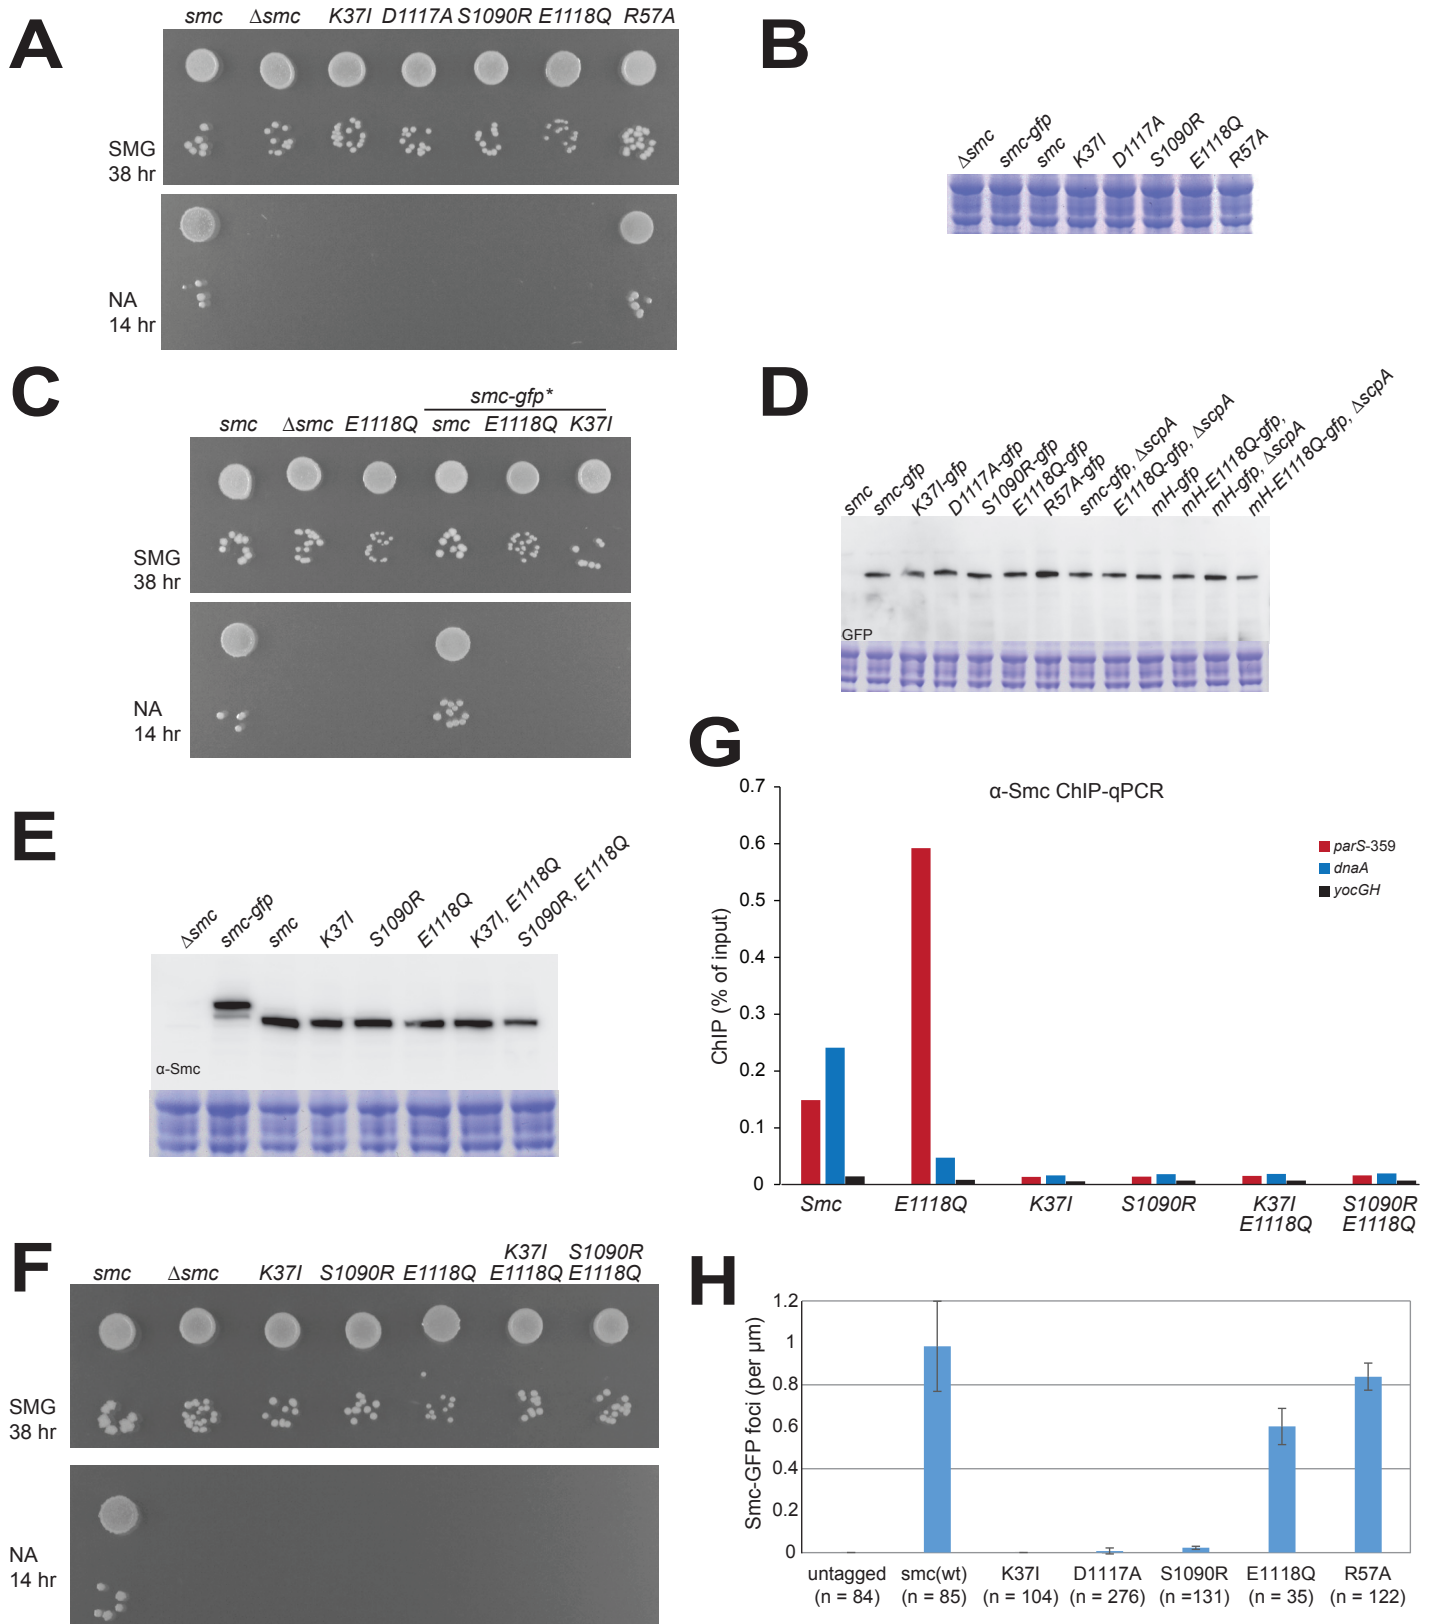 A
smc Δsmc K37I D1117A S1090R E1118Q R57A
SMG
38 hr
NA
14 hr
B
Δsmc smc-gfp smc K37I D1117A S1090R E1118Q R57A
C
smc-gfp*
smc Δsmc E1118Q smc E1118Q K37I
SMG
38 hr
NA
14 hr
D
smc
smc-gfp
K37I-gfp
D1117A-gfp
S1090R-gfp
E1118Q-gfp
R57A-gfp
smc-gfp, ΔscpA
E1118Q-gfp, ΔscpA
mH-gfp
mH-E1118Q-gfp,
mH-gfp, ΔscpA
mH-E1118Q-gfp, ΔscpA
GFP
E
Δsmc
smc-gfp
smc
K37I
S1090R
E1118Q
K37I, E1118Q
S1090R, E1118Q
α-Smc
F
K37I S1090R
smc Δsmc K37I S1090R E1118Q E1118Q E1118Q
SMG
38 hr
NA
14 hr
G
α-Smc ChIP-qPCR
ChIP (% of input)
0.7
0.6
0.5
0.4
0.3
0.2
0.1
0
parS-359
dnaA
yocGH
Smc E1118Q K37I S1090R K37I S1090R
E1118Q E1118Q
H
Smc-GFP foci (per µm)
1.2
1
0.8
0.6
0.4
0.2
0
untagged smc(wt) K37I D1117A S1090R E1118Q R57A
(n = 84) (n = 85) (n = 104) (n = 276) (n =131) (n = 35) (n = 122)